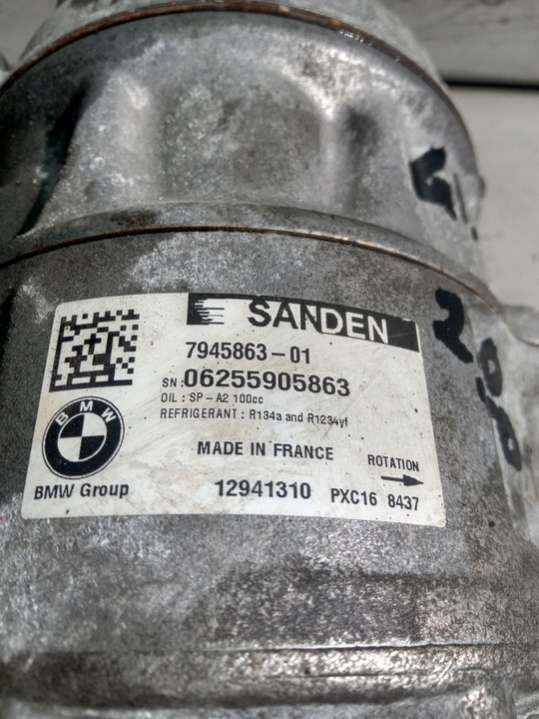 SANDEN
7945863-01
SN:06255905863
OIL : SP-A2 100cc
REFRIGERANT : R134a and R1234yf
BMW
MADE IN FRANCE
ROTATION
BMW Group
12941310 PXC16 8437